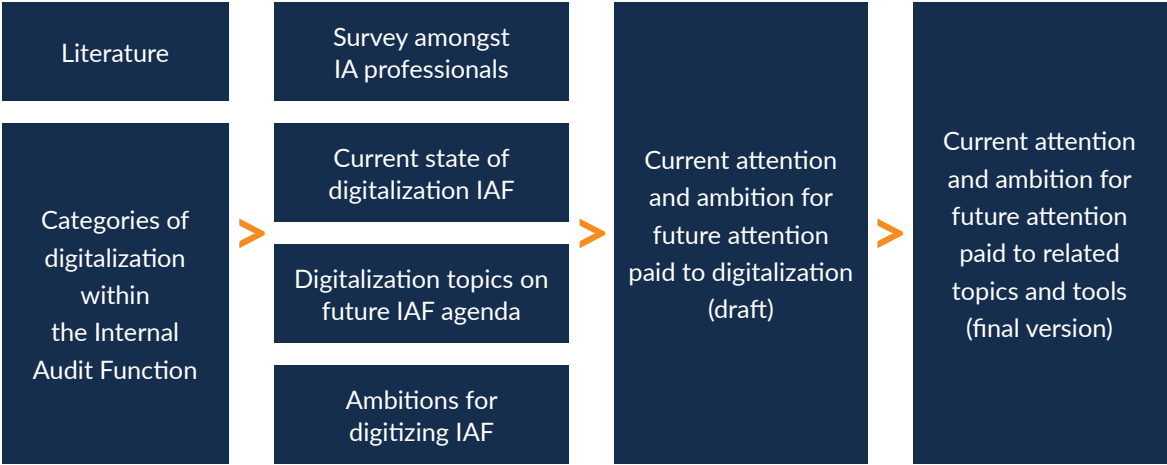 Literature
Categories of
digitalization
within
the Internal
Audit Function
>
Survey amongst
IA professionals
Current state of
digitalization IAF
Digitalization topics on
future IAF agenda
Ambitions for
digitizing IAF
>
Current attention
and ambition for
future attention
paid to digitalization
(draft)
>
Current attention
and ambition for
future attention
paid to related
topics and tools
(final version)